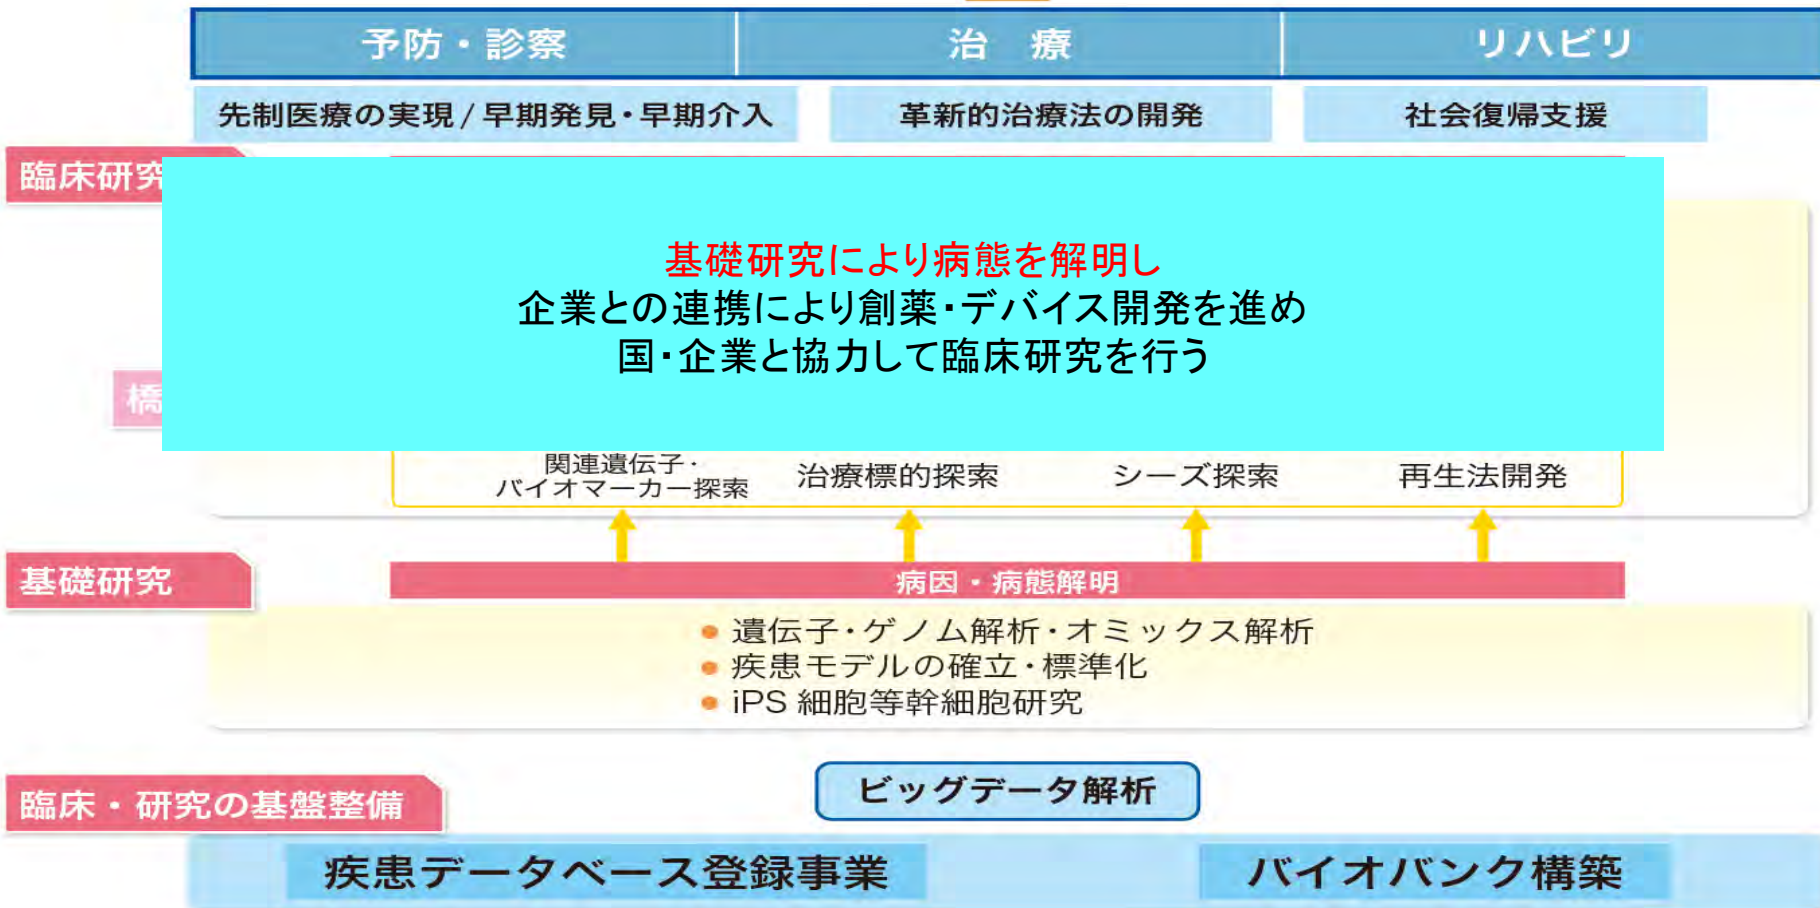 予防・診察
治 療
リハビリ
先制医療の実現/早期発見・早期介入
革新的治療法の開発
社会復帰支援
臨床研究
基礎研究により病態を解明し
企業との連携により創薬・デバイス開発を進め
国・企業と協力して臨床研究を行う
橋
関連遺伝子・
バイオマーカー探索
治療標的探索
シーズ探索
再生法開発
基礎研究
病因・病態解明
● 遺伝子・ゲノム解析・オミックス解析
● 疾患モデルの確立・標準化
● iPS 細胞等幹細胞研究
ビッグデータ解析
臨床・研究の基盤整備
疾患データベース登録事業
バイオバンク構築